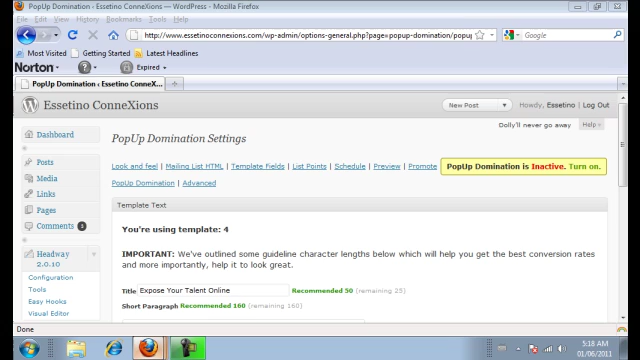 PopUp Domination ‹ Essetino ConneXions — WordPress - Mozilla Firefox
File Edit View History Bookmarks Tools Help
http://www.essetinoconnexions.com/wp-admin/options-general.php?page=popup-domination/popu
Google
Most Visited Getting Started Latest Headlines
Norton Expired
PopUp Domination ‹ Essetino ConneX...
Essetino ConneXions New Post Howdy, Essetino | Log Out
Dolly'll never go away Help
Dashboard
PopUp Domination Settings
Posts
Look and feel | Mailing List HTML | Template Fields | List Points | Schedule | Preview | Promote
PopUp Domination is Inactive. Turn on.
Media
PopUp Domination | Advanced
Links
Pages
Template Text
Comments 1
You're using template: 4
Headway
2.0.10
IMPORTANT: We've outlined some guideline character lengths below which will help you get the best conversion rates
and more importantly, help it to look great.
Configuration
Tools
Title Expose Your Talent Online Recommended 50 (remaining 25)
Easy Hooks
Short Paragraph Recommended 160 (remaining 160)
Visual Editor
Done
5:18 AM
01/06/2011